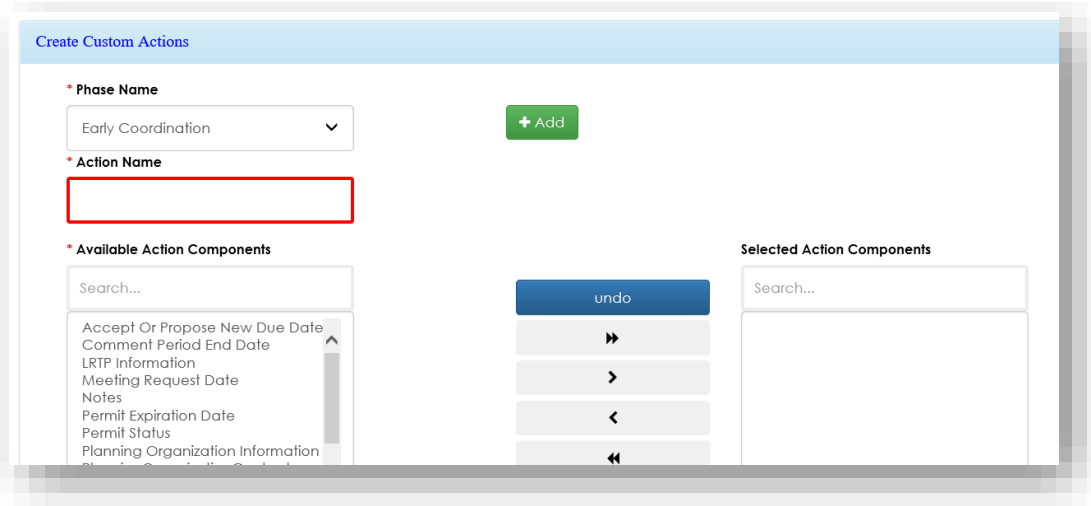 Create Custom Actions
* Phase Name
Early Coordination
+ Add
* Action Name
* Available Action Components
Selected Action Components
Search...
undo
Search...
Accept Or Propose New Due Date
Comment Period End Date
LRTP Information
Meeting Request Date
Notes
Permit Expiration Date
Permit Status
Planning Organization Information